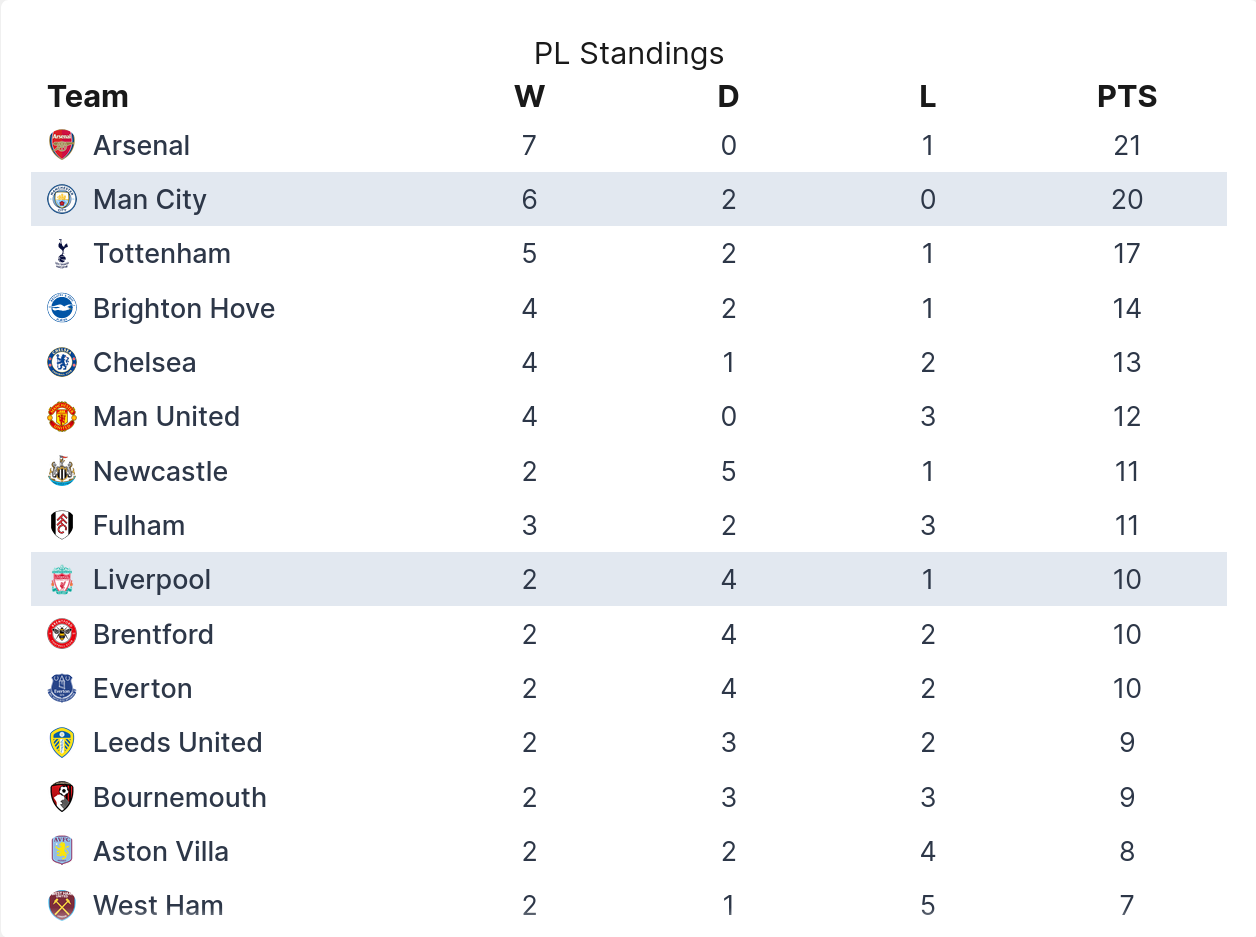 PL Standings
Team W D L PTS
Arsenal 7 0 1 21
Man City 6 2 0 20
Tottenham 5 2 1 17
Brighton Hove 4 2 1 14
Chelsea 4 1 2 13
Man United 4 0 3 12
Newcastle 2 5 1 11
Fulham 3 2 3 11
Liverpool 2 4 1 10
Brentford 2 4 2 10
Everton 2 4 2 10
Leeds United 2 3 2 9
Bournemouth 2 3 3 9
Aston Villa 2 2 4 8
West Ham 2 1 5 7